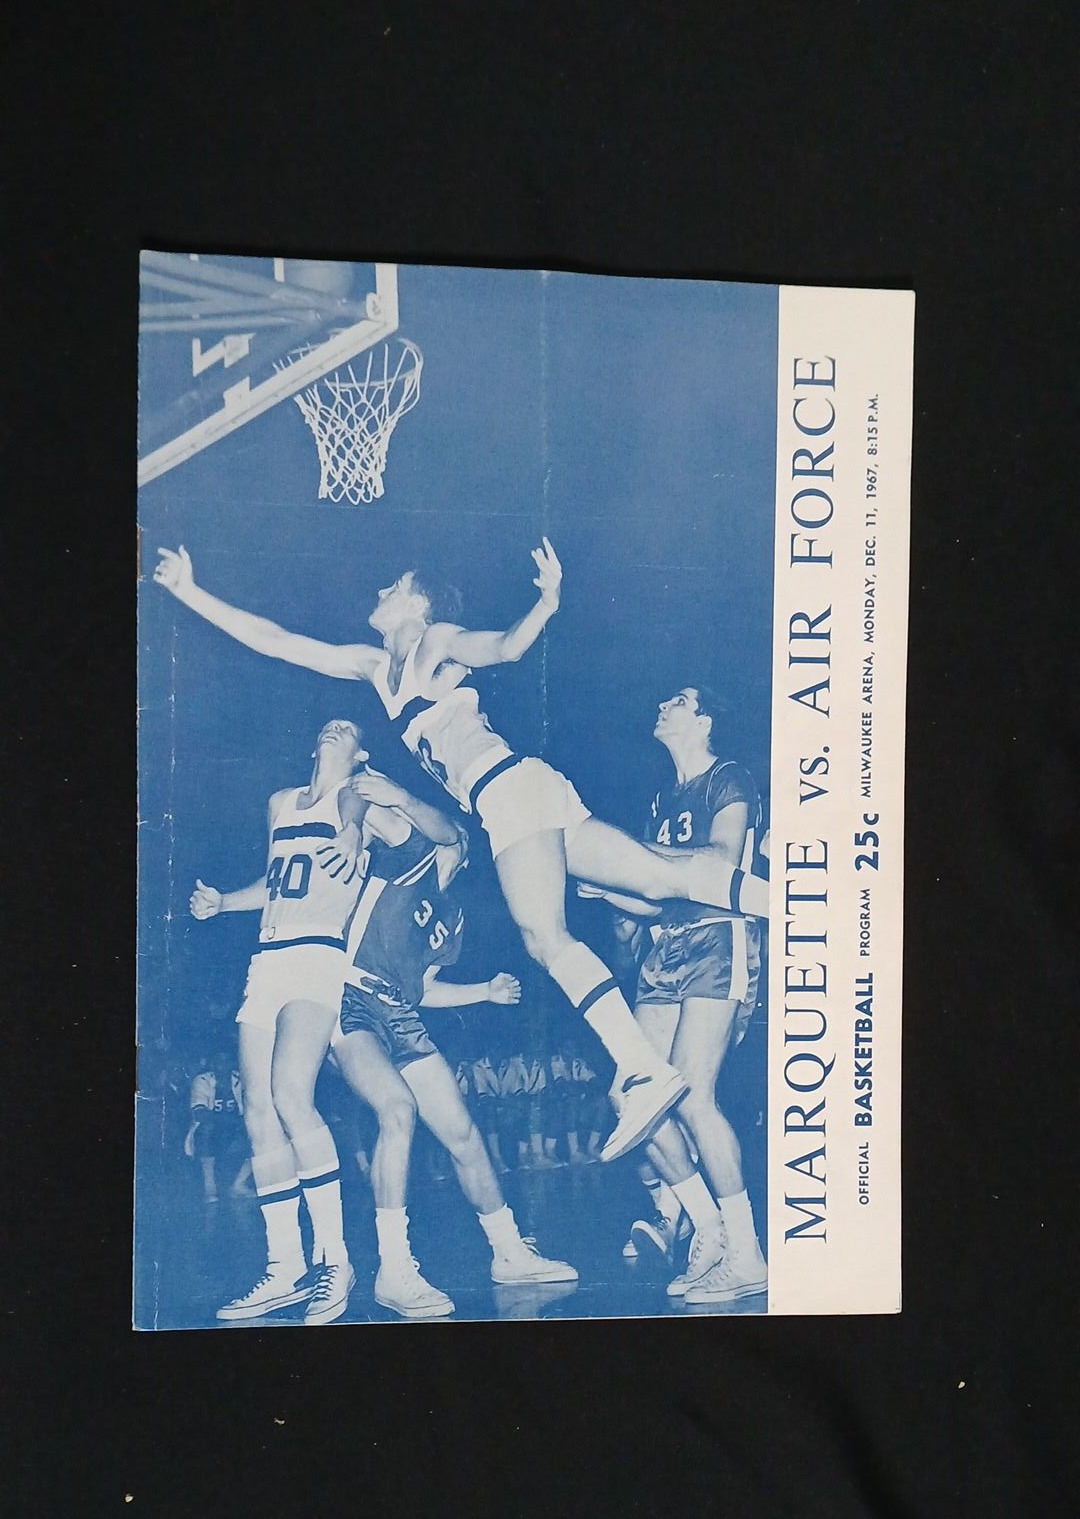 MARQUETTE vs. AIR FORCE
OFFICIAL BASKETBALL PROGRAM 25c MILWAUKEE ARENA, MONDAY, DEC. 11, 1967, 8:15 P.M.
40
35
43
55